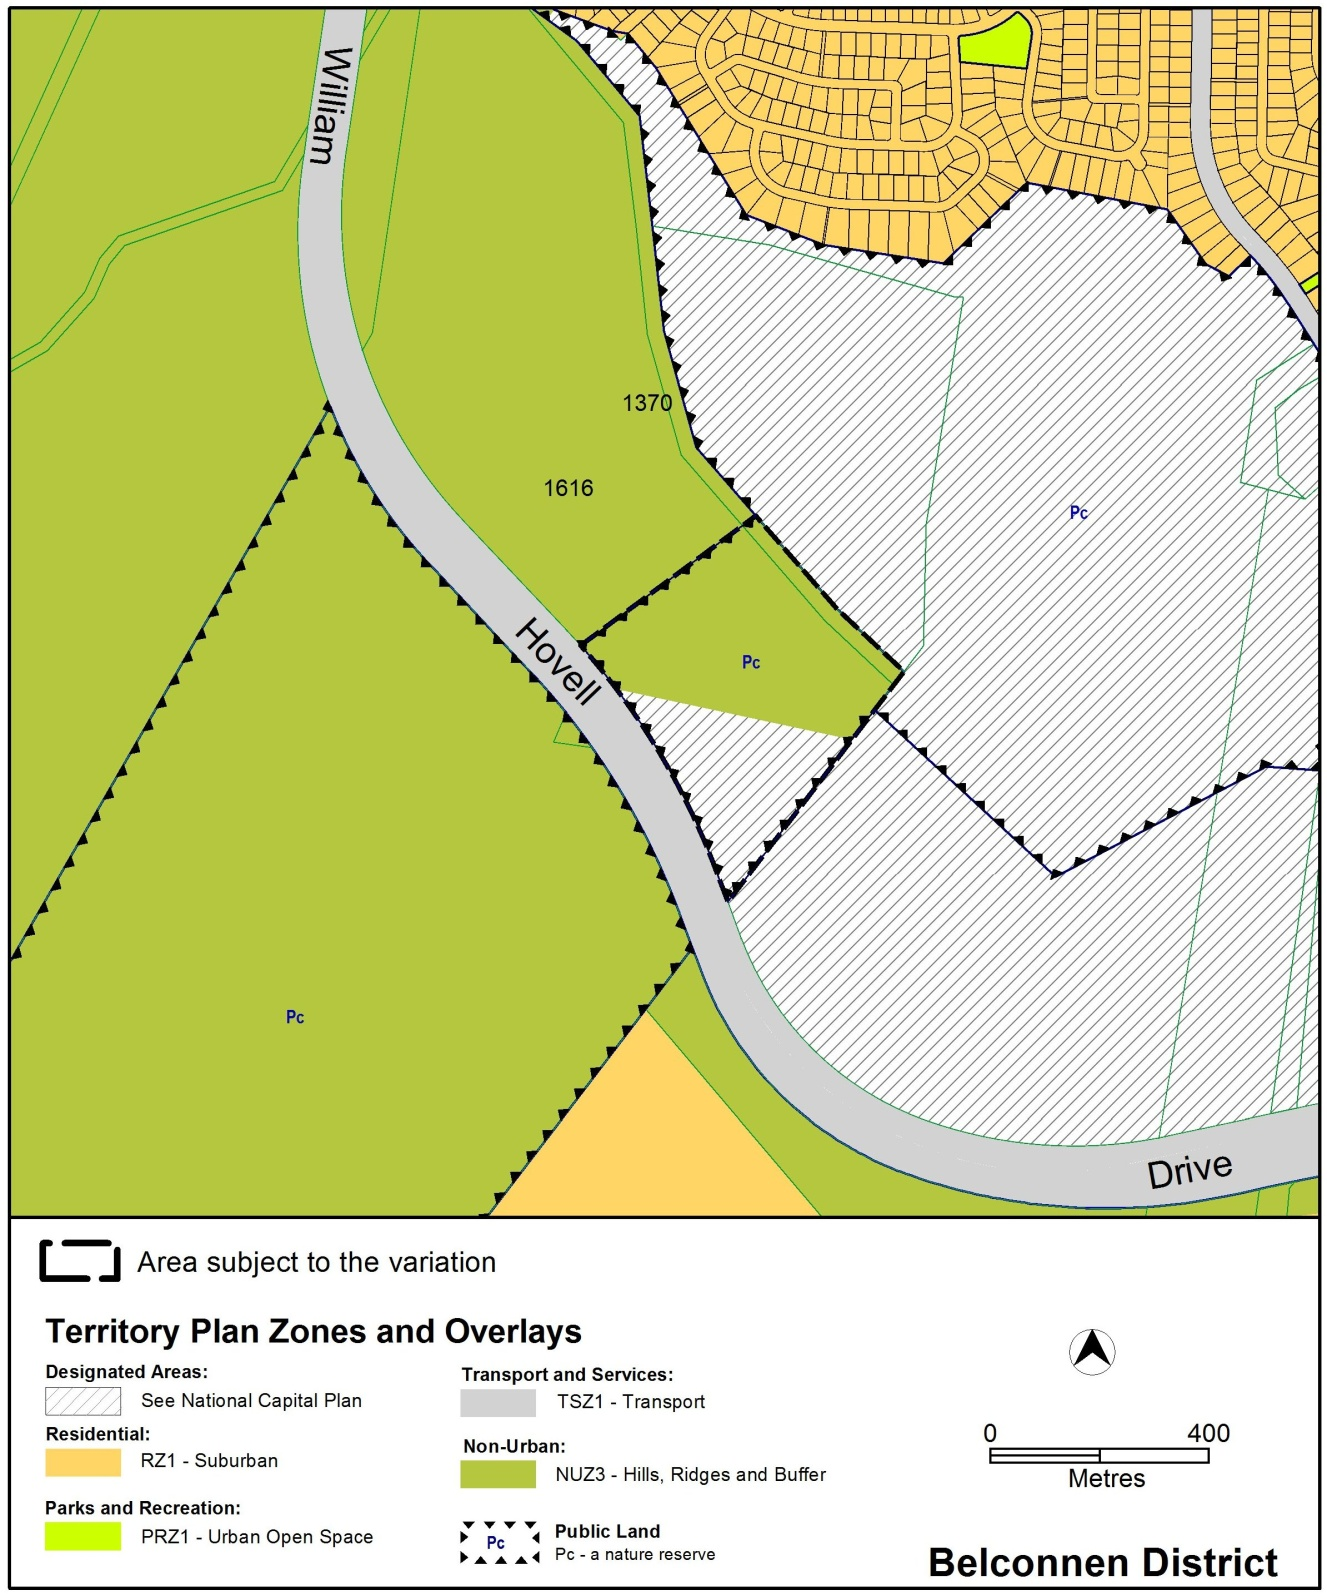 William
1370
1616
Pc
Hovell
Pc
Pc
Drive
Area subject to the variation
Territory Plan Zones and Overlays
Designated Areas:
See National Capital Plan
Residential:
RZ1 - Suburban
Parks and Recreation:
PRZ1 - Urban Open Space
Transport and Services:
TSZ1 - Transport
Non-Urban:
NUZ3 - Hills, Ridges and Buffer
Pc
Public Land
Pc - a nature reserve
0 400
Metres
Belconnen District